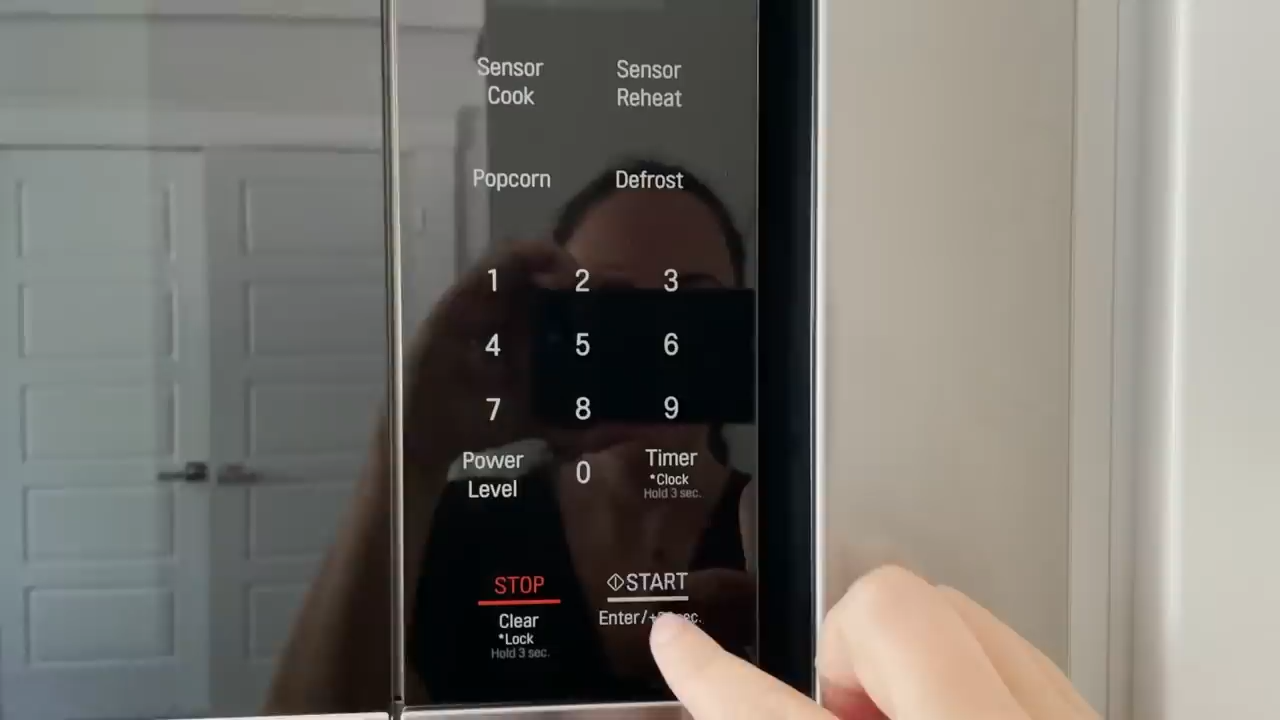 Sensor
Cook
Sensor
Reheat
Popcorn
Defrost
1 2 3
4 5 6
7 8 9
Power
Level
0
Timer
*Clock
Hold 3 sec.
STOP
START
Clear
*Lock
Hold 3 sec.
Enter/